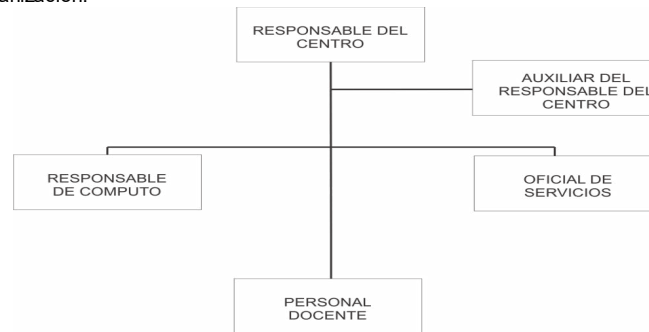 RESPONSABLE DEL
CENTRO
AUXILIAR DEL
RESPONSABLE DEL
CENTRO
RESPONSABLE
DE COMPUTO
OFICIAL DE
SERVICIOS
PERSONAL
DOCENTE